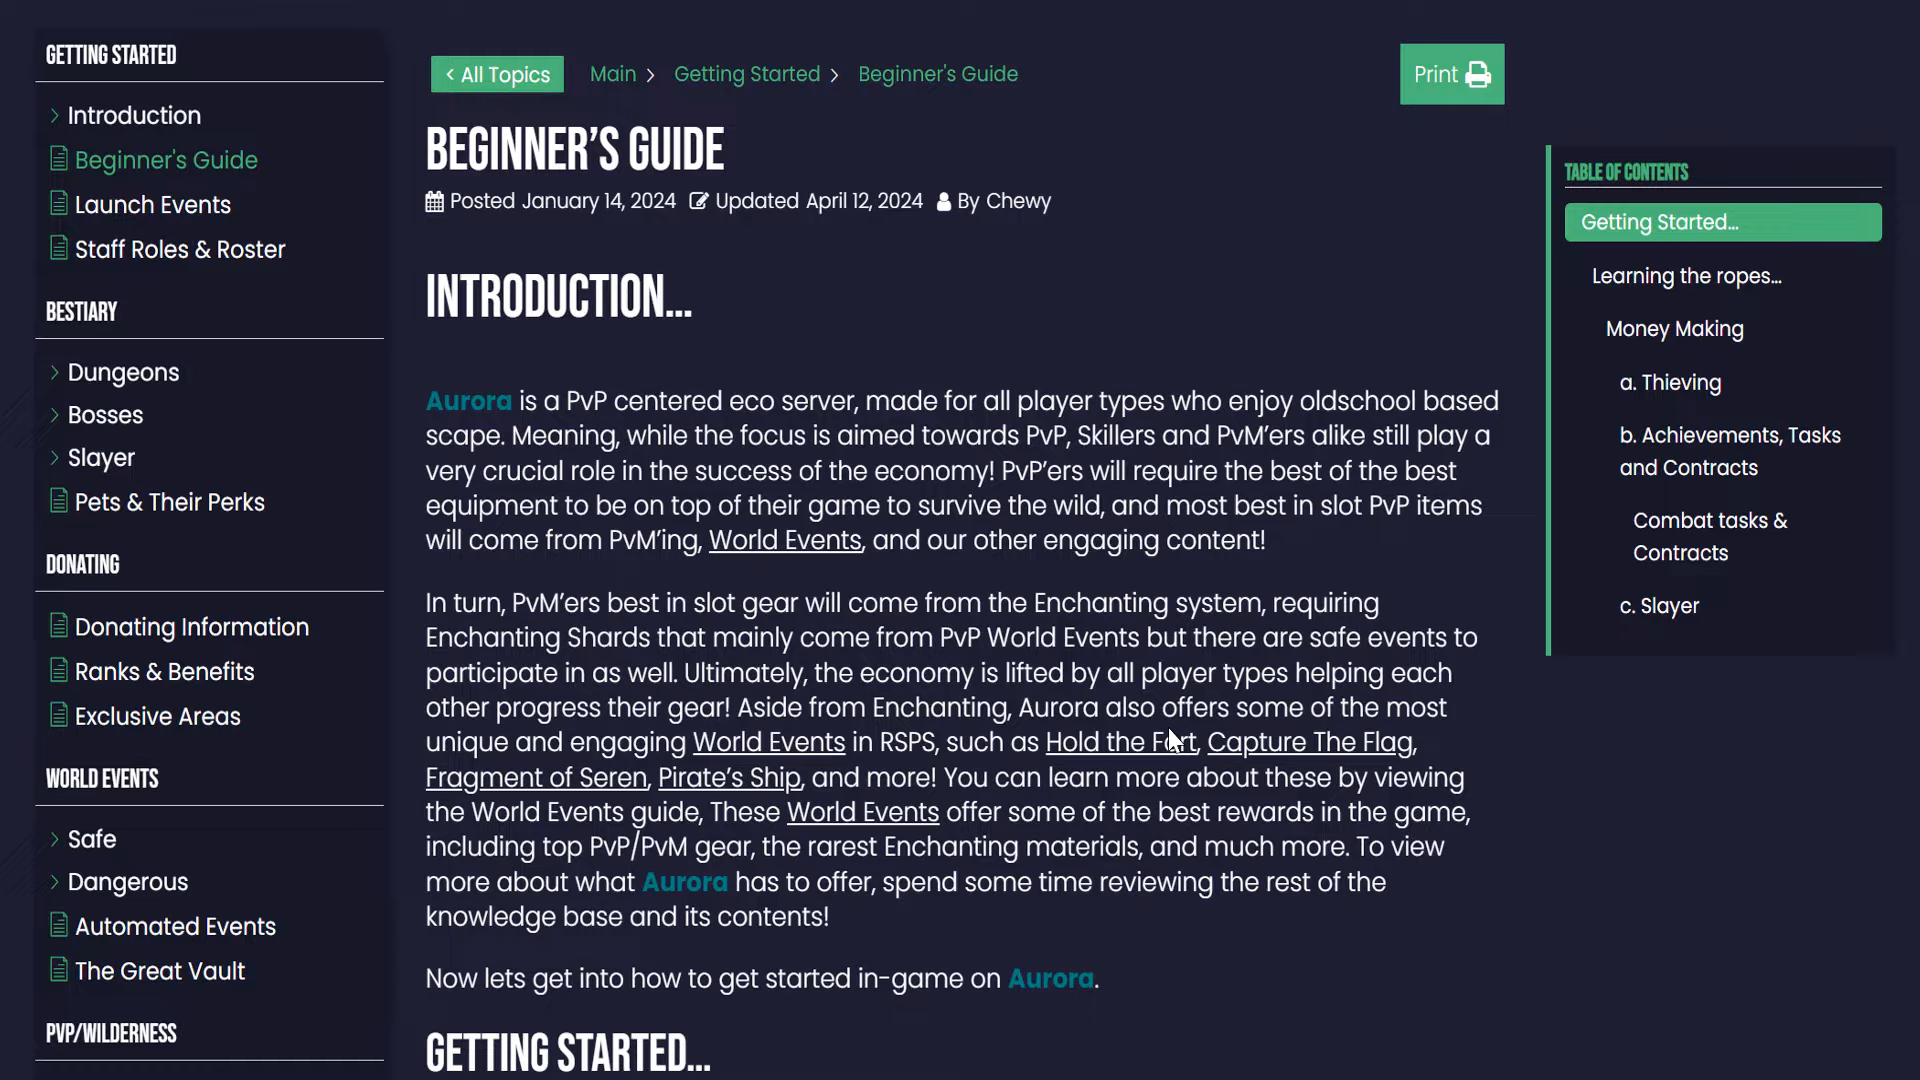 GETTING STARTED
Introduction
Beginner's Guide
Launch Events
Staff Roles & Roster
BESTIARY
Dungeons
Bosses
Slayer
Pets & Their Perks
DONATING
Donating Information
Ranks & Benefits
Exclusive Areas
WORLD EVENTS
Safe
Dangerous
Automated Events
The Great Vault
PVP/WILDERNESS
< All Topics
Main > Getting Started > Beginner's Guide
Print
BEGINNER’S GUIDE
Posted January 14, 2024 Updated April 12, 2024 By Chewy
INTRODUCTION…
Aurora is a PvP centered eco server, made for all player types who enjoy oldschool based
scape. Meaning, while the focus is aimed towards PvP, Skillers and PvM’ers alike still play a
very crucial role in the success of the economy! PvP’ers will require the best of the best
equipment to be on top of their game to survive the wild, and most best in slot PvP items
will come from PvM’ing, World Events, and our other engaging content!
In turn, PvM’ers best in slot gear will come from the Enchanting system, requiring
Enchanting Shards that mainly come from PvP World Events but there are safe events to
participate in as well. Ultimately, the economy is lifted by all player types helping each
other progress their gear! Aside from Enchanting, Aurora also offers some of the most
unique and engaging World Events in RSPS, such as Hold the Fort, Capture The Flag,
Fragment of Seren, Pirate’s Ship, and more! You can learn more about these by viewing
the World Events guide, These World Events offer some of the best rewards in the game,
including top PvP/PvM gear, the rarest Enchanting materials, and much more. To view
more about what Aurora has to offer, spend some time reviewing the rest of the
knowledge base and its contents!
Now lets get into how to get started in-game on Aurora.
GETTING STARTED…
TABLE OF CONTENTS
Getting Started…
Learning the ropes…
Money Making
a. Thieving
b. Achievements, Tasks
and Contracts
Combat tasks &
Contracts
c. Slayer